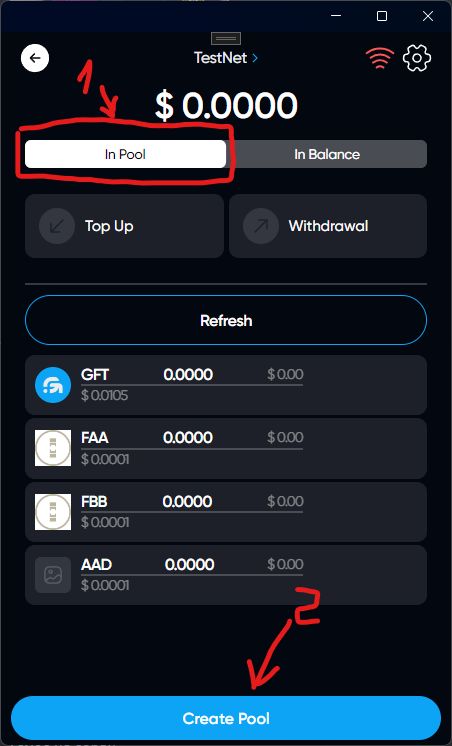 TestNet
1
$ 0.0000
In Pool In Balance
Top Up Withdrawal
Refresh
GFT 0.0000 $ 0.00
$ 0.0105
FAA 0.0000 $ 0.00
$ 0.0001
FBB 0.0000 $ 0.00
$ 0.0001
AAD 0.0000 $ 0.00
$ 0.0001
2
Create Pool